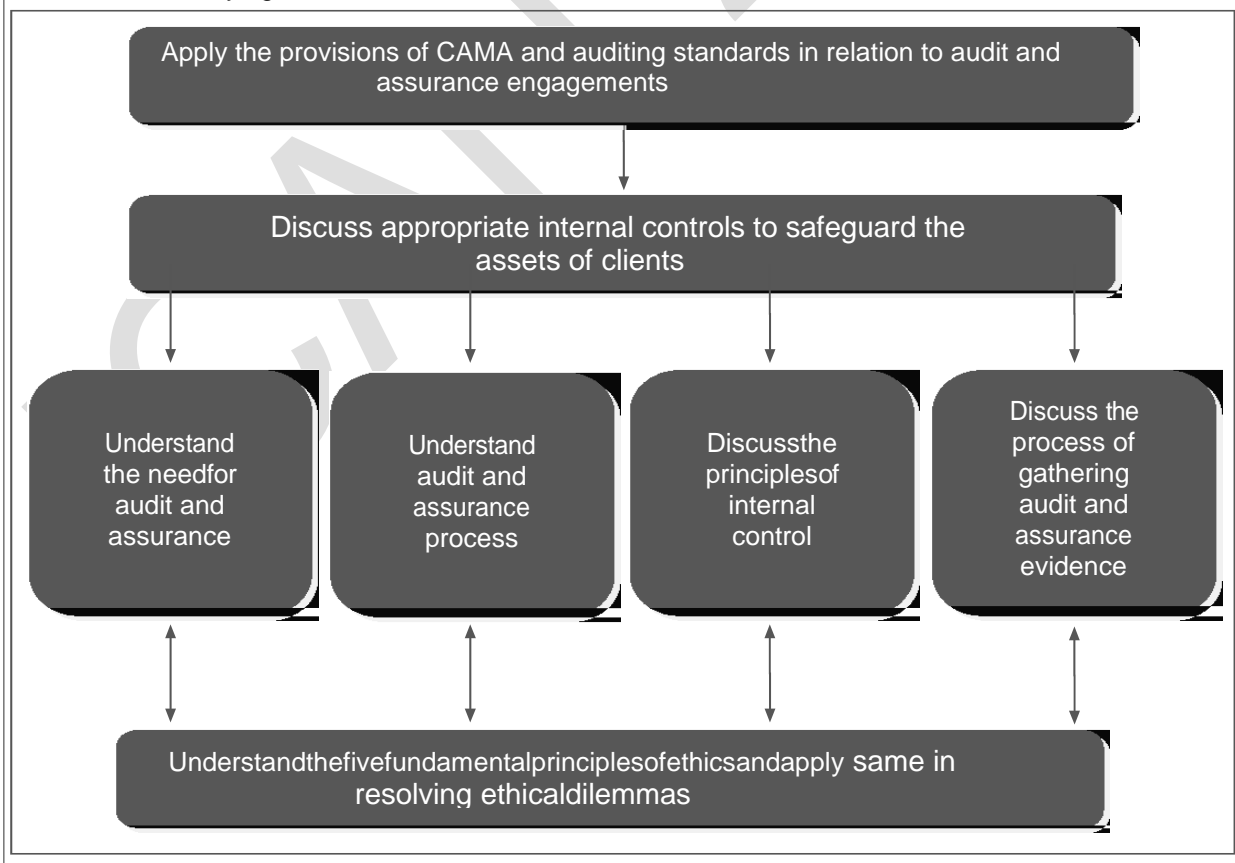 Apply the provisions of CAMA and auditing standards in relation to audit and
assurance engagements
Discuss appropriate internal controls to safeguard the
assets of clients
Understand
the needfor
audit and
assurance
Understand
audit and
assurance
process
Discussthe
principlesof
internal
control
Discuss the
process of
gathering
audit and
assurance
evidence
Understandthefivefundamentalprinciplesofethicsandapply same in
resolving ethicaldilemmas